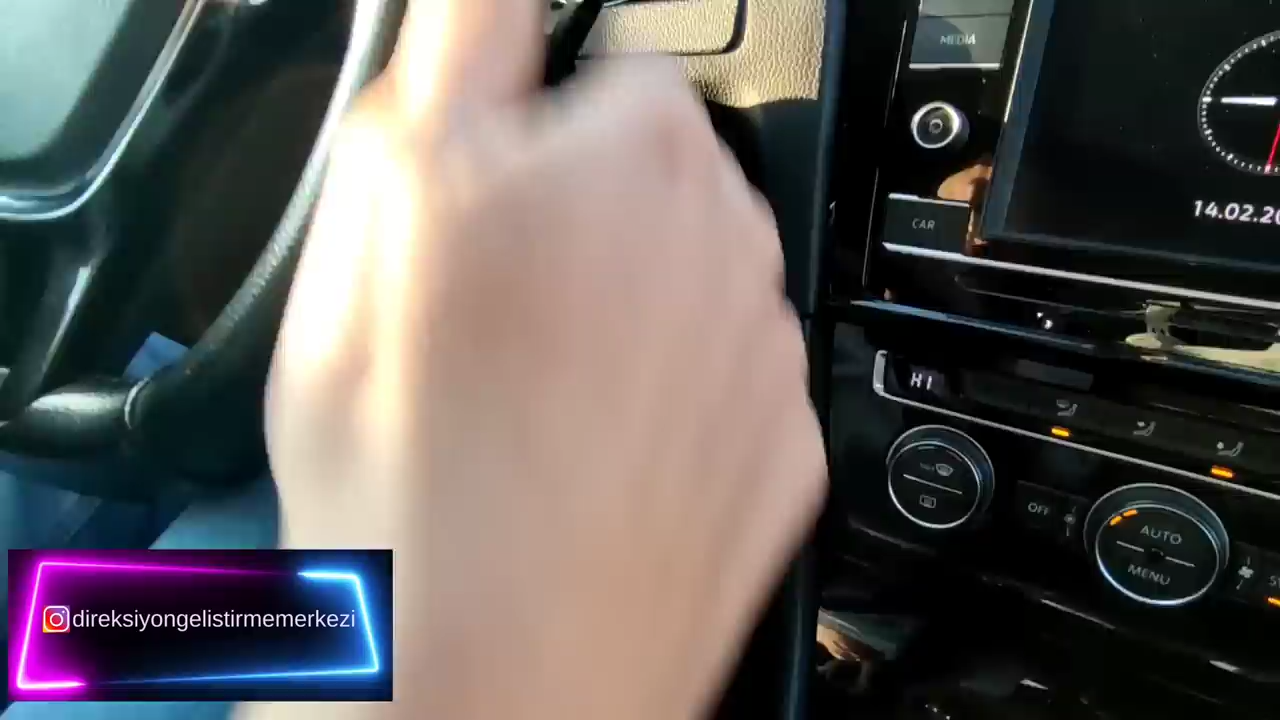 MEDIA
14.02.20
CAR
HI
OFF
AUTO
MENU
direksiyongelistirmemerkezi